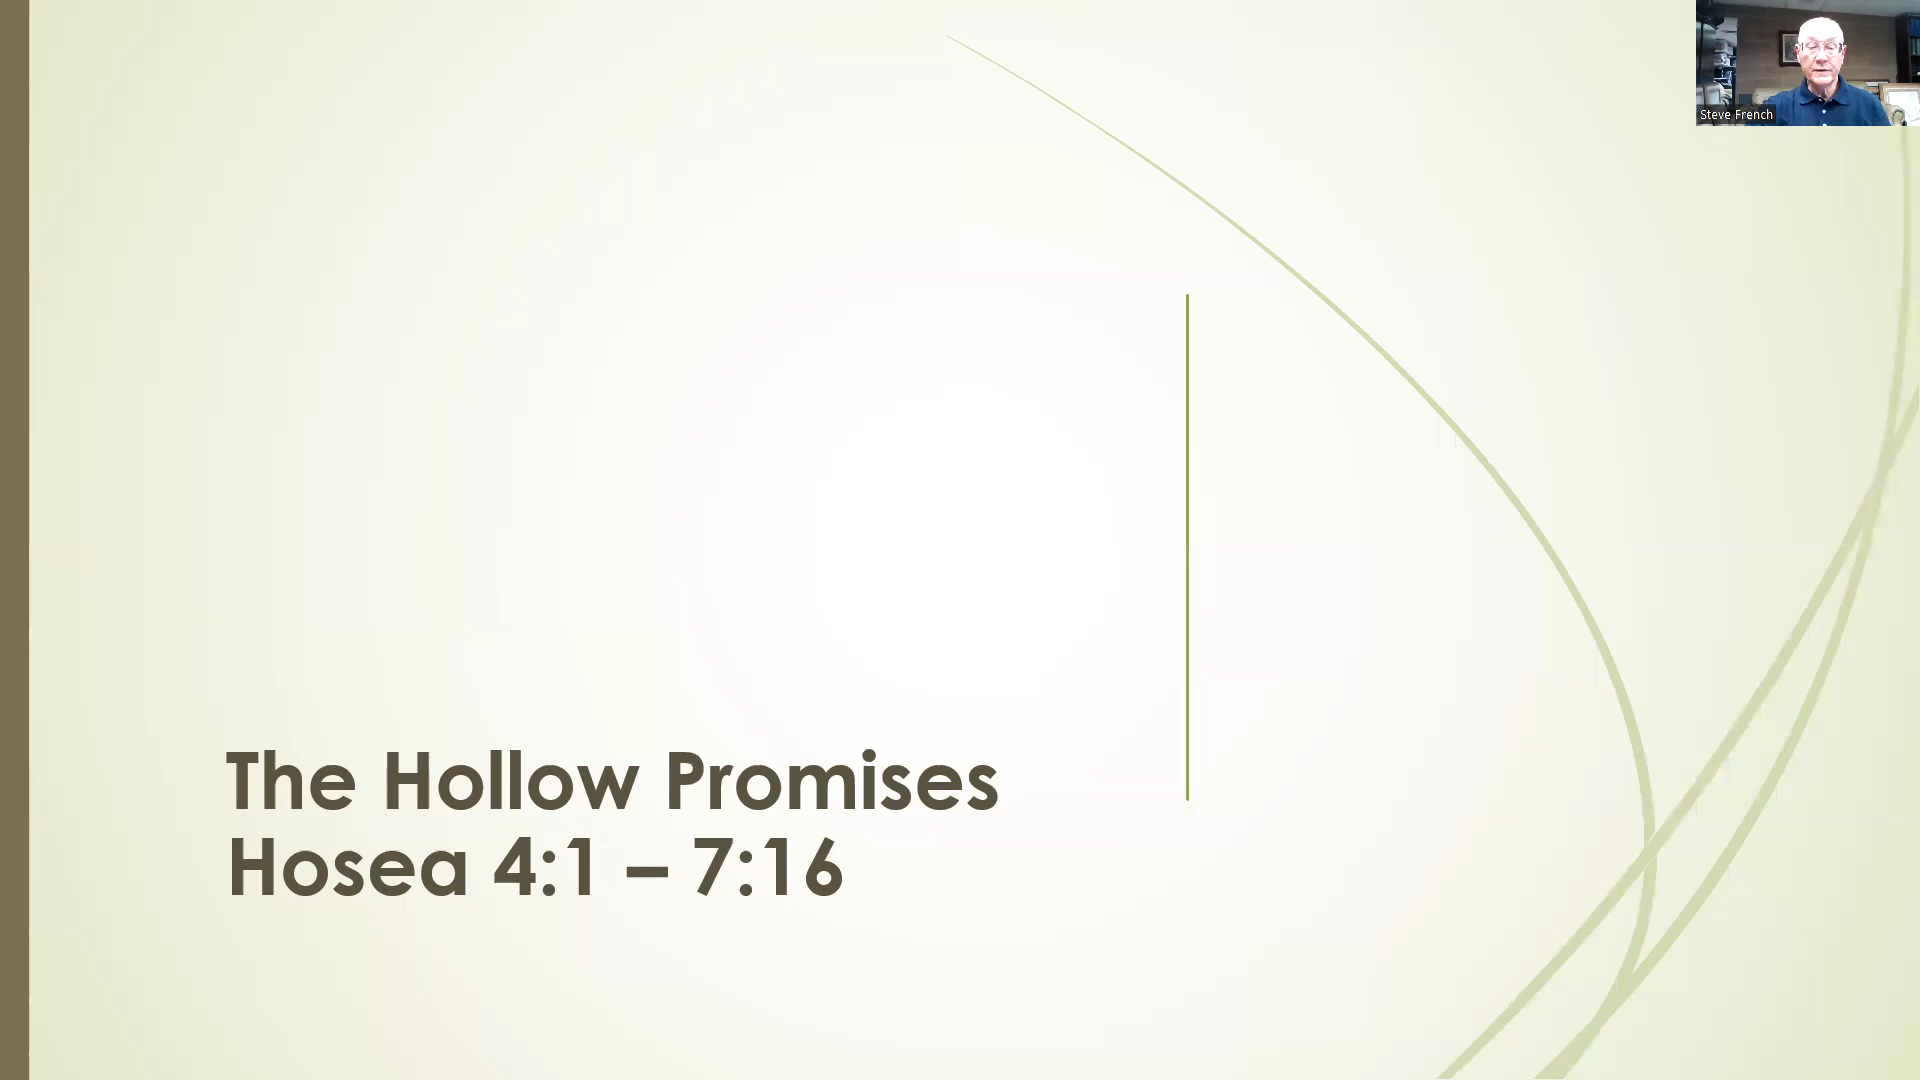 Steve French
The Hollow Promises
Hosea 4:1 – 7:16